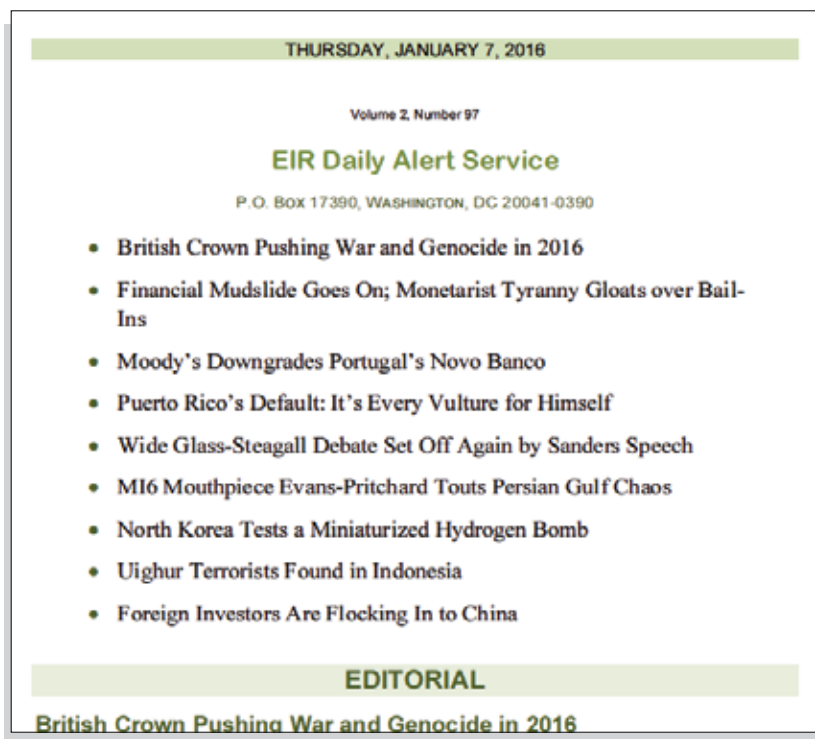 THURSDAY, JANUARY 7, 2016
Volume 2, Number 97
EIR Daily Alert Service
P.O. BOX 17390, WASHINGTON, DC 20041-0390
• British Crown Pushing War and Genocide in 2016
• Financial Mudslide Goes On; Monetarist Tyranny Gloats over Bail-
Ins
• Moody's Downgrades Portugal's Novo Banco
• Puerto Rico's Default: It's Every Vulture for Himself
• Wide Glass-Steagall Debate Set Off Again by Sanders Speech
• MI6 Mouthpiece Evans-Pritchard Touts Persian Gulf Chaos
• North Korea Tests a Miniaturized Hydrogen Bomb
• Uighur Terrorists Found in Indonesia
• Foreign Investors Are Flocking In to China
EDITORIAL
British Crown Pushing War and Genocide in 2016